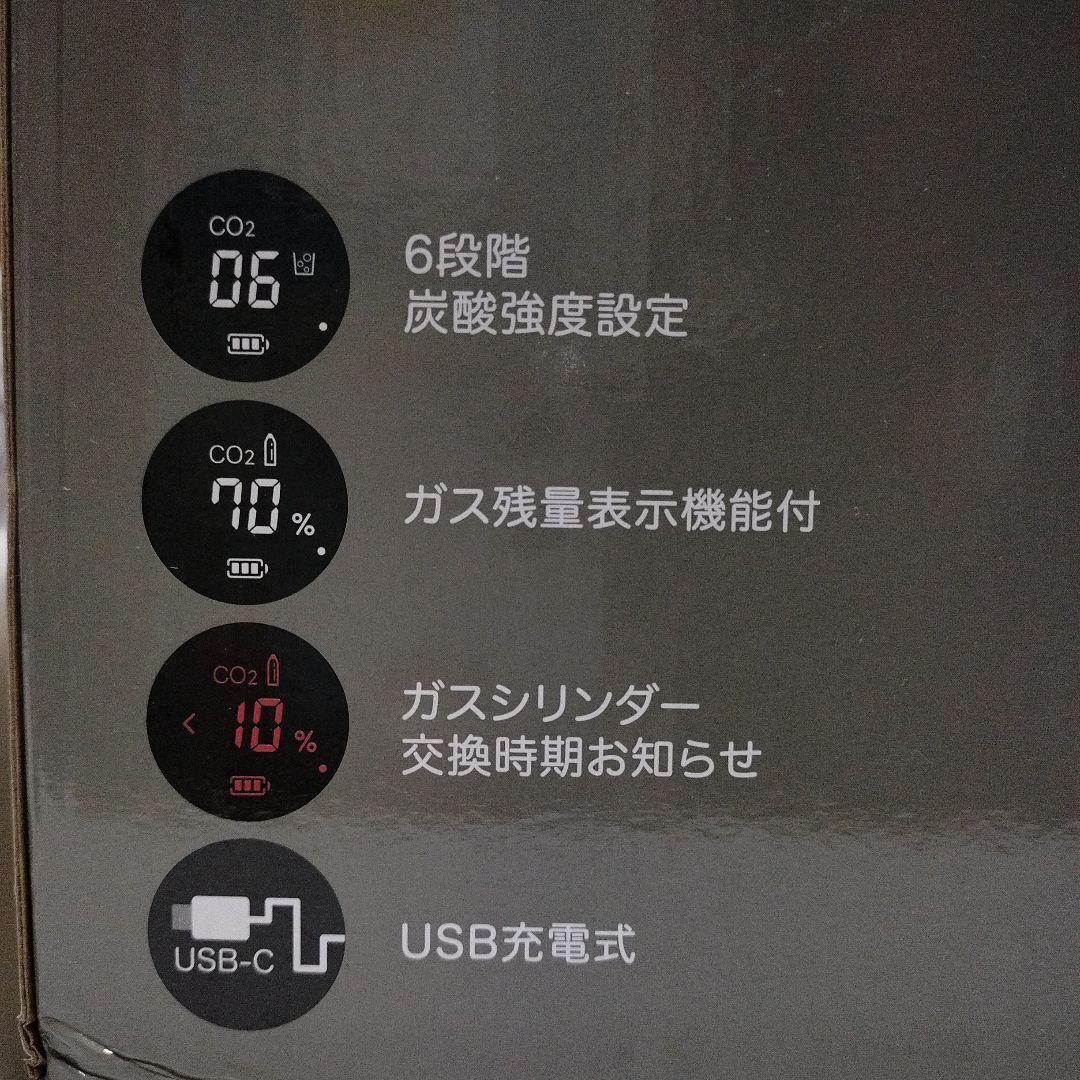 CO2
06
6段階
炭酸強度設定
CO2
70%
ガス残量表示機能付
CO2
< 10%
ガスシリンダー
交換時期お知らせ
USB-C
USB充電式